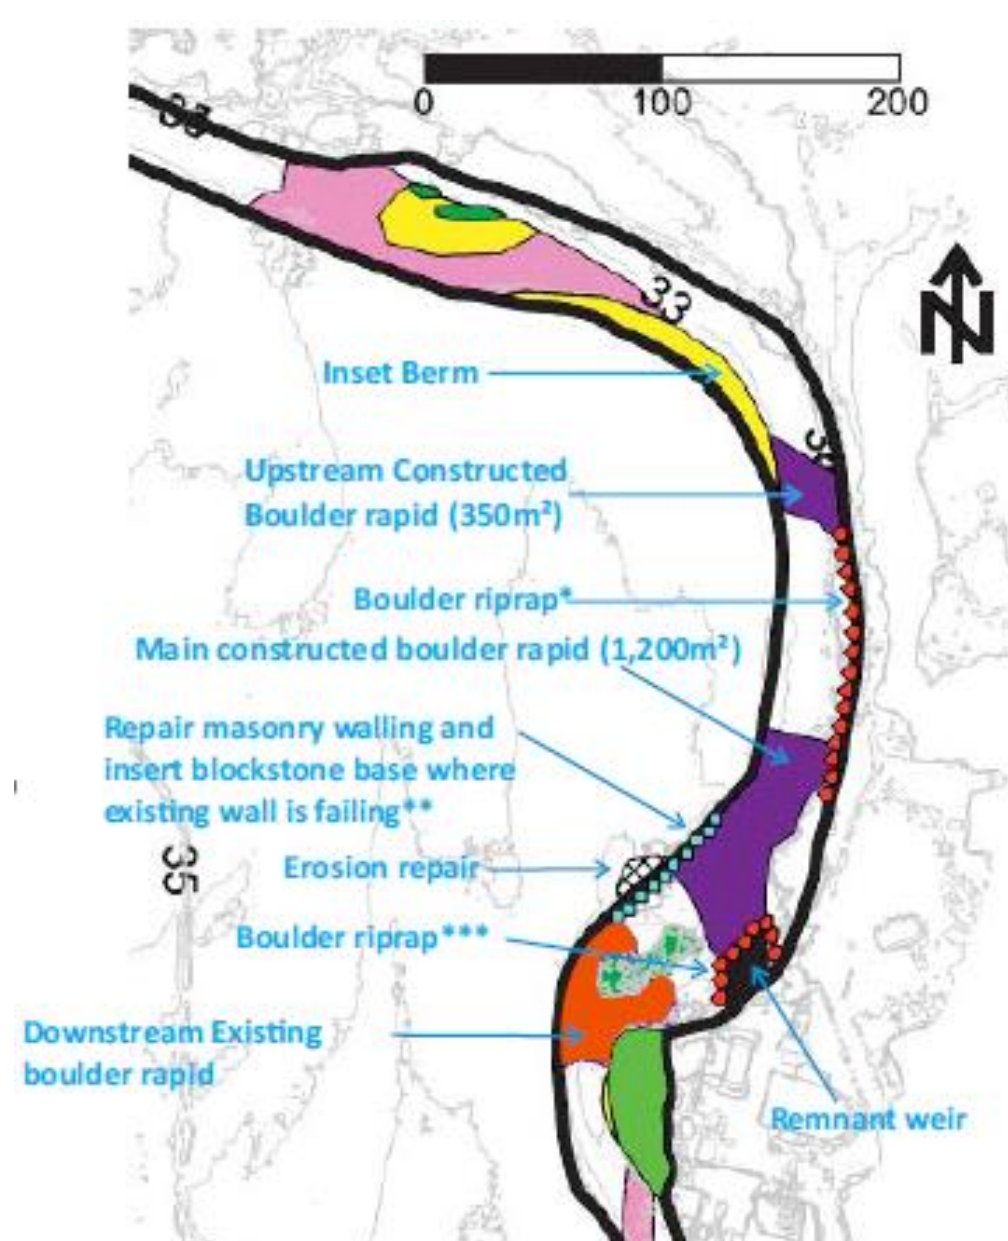 0 100 200
33
N
Inset Berm
Upstream Constructed
Boulder rapid (350m²)
Boulder riprap*
Main constructed boulder rapid (1,200m²)
Repair masonry walling and
insert blockstone base where
existing wall is failing**
Erosion repair
35
Boulder riprap***
Downstream Existing
boulder rapid
Remnant weir